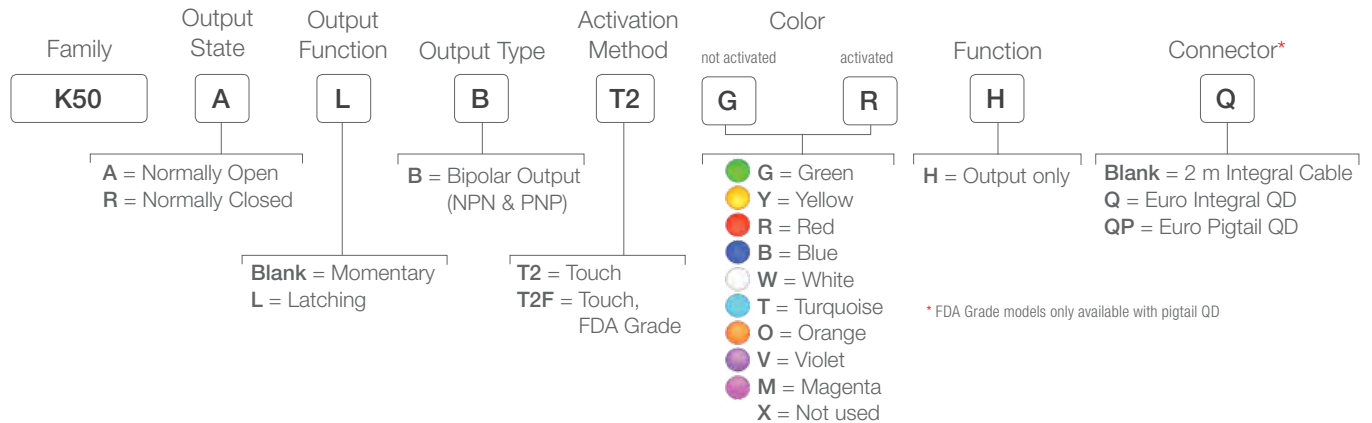 Family
Output
State
Output
Function
Output Type
Activation
Method
Color
not activated
activated
Function
Connector*
K50
A
L
B
T2
G
R
H
Q
A = Normally Open
R = Normally Closed
Blank = Momentary
L = Latching
B = Bipolar Output
(NPN & PNP)
T2 = Touch
T2F = Touch,
FDA Grade
G = Green
Y = Yellow
R = Red
B = Blue
W = White
T = Turquoise
O = Orange
V = Violet
M = Magenta
X = Not used
H = Output only
Blank = 2 m Integral Cable
Q = Euro Integral QD
QP = Euro Pigtail QD
* FDA Grade models only available with pigtail QD